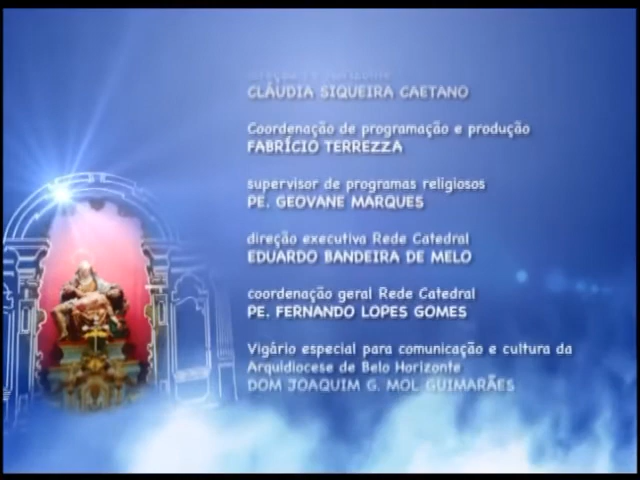 CLÁUDIA SIQUEIRA CAETANO
Coordenação de programação e produção
FABRÍCIO TERREZZA
supervisor de programas religiosos
PE. GEOVANE MARQUES
direção executiva Rede Catedral
EDUARDO BANDEIRA DE MELO
coordenação geral Rede Catedral
PE. FERNANDO LOPES GOMES
Vigário especial para comunicação e cultura da
Arquidiocese de Belo Horizonte
DOM JOAQUIM G. MOL GUIMARÃES